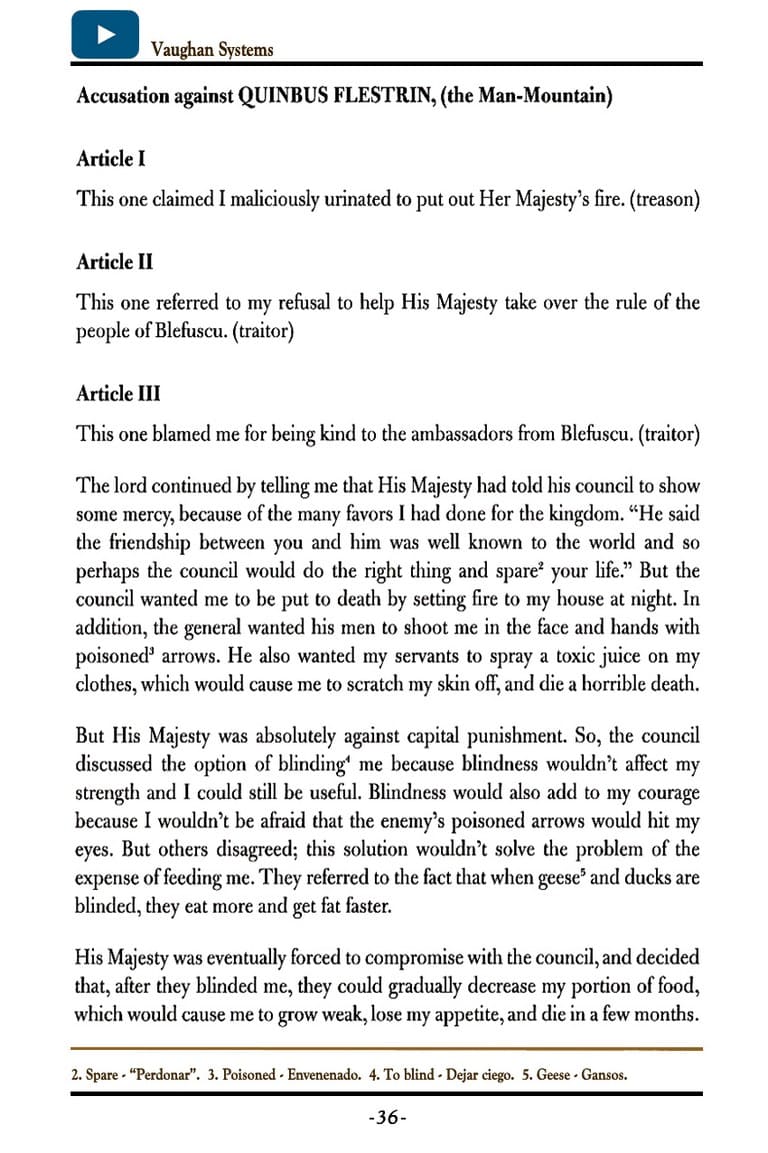 Vaughan Systems
Accusation against QUINBUS FLESTRIN, (the Man-Mountain)
Article I
This one claimed I maliciously urinated to put out Her Majesty’s fire. (treason)
Article II
This one referred to my refusal to help His Majesty take over the rule of the
people of Blefuscu. (traitor)
Article III
This one blamed me for being kind to the ambassadors from Blefuscu. (traitor)
The lord continued by telling me that His Majesty had told his council to show
some mercy, because of the many favors I had done for the kingdom. “He said
the friendship between you and him was well known to the world and so
perhaps the council would do the right thing and spare² your life.” But the
council wanted me to be put to death by setting fire to my house at night. In
addition, the general wanted his men to shoot me in the face and hands with
poisoned³ arrows. He also wanted my servants to spray a toxic juice on my
clothes, which would cause me to scratch my skin off, and die a horrible death.
But His Majesty was absolutely against capital punishment. So, the council
discussed the option of blinding⁴ me because blindness wouldn’t affect my
strength and I could still be useful. Blindness would also add to my courage
because I wouldn’t be afraid that the enemy’s poisoned arrows would hit my
eyes. But others disagreed; this solution wouldn’t solve the problem of the
expense of feeding me. They referred to the fact that when geese⁵ and ducks are
blinded, they eat more and get fat faster.
His Majesty was eventually forced to compromise with the council, and decided
that, after they blinded me, they could gradually decrease my portion of food,
which would cause me to grow weak, lose my appetite, and die in a few months.
2. Spare - “Perdonar”. 3. Poisoned - Envenenado. 4. To blind - Dejar ciego. 5. Geese - Gansos.
-36-